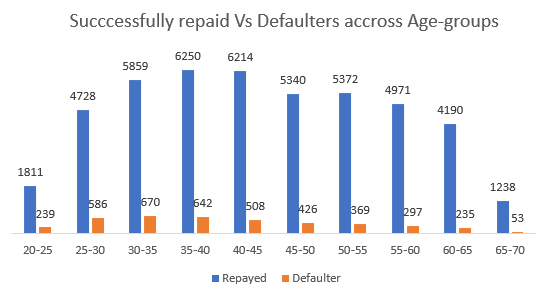 Succcessfully repaid Vs Defaulters accross Age-groups
6250 6214
5859
5340 5372
4728 4971
4190
1811
1238
239 586 670 642 508 426 369 297 235 53
20-25 25-30 30-35 35-40 40-45 45-50 50-55 55-60 60-65 65-70
Repayed Defaulter